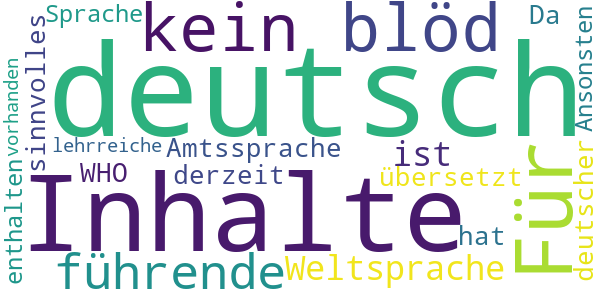 Sprache
kein
blöd
Da
Ansonsten
sinnvolles
vorhanden
deutsch
lehrreiche
Amtssprache
ist
WHO
derzeit
übersetzt
Für
deutscher
enthalten
Inhalte
hat
führende
Weltsprache